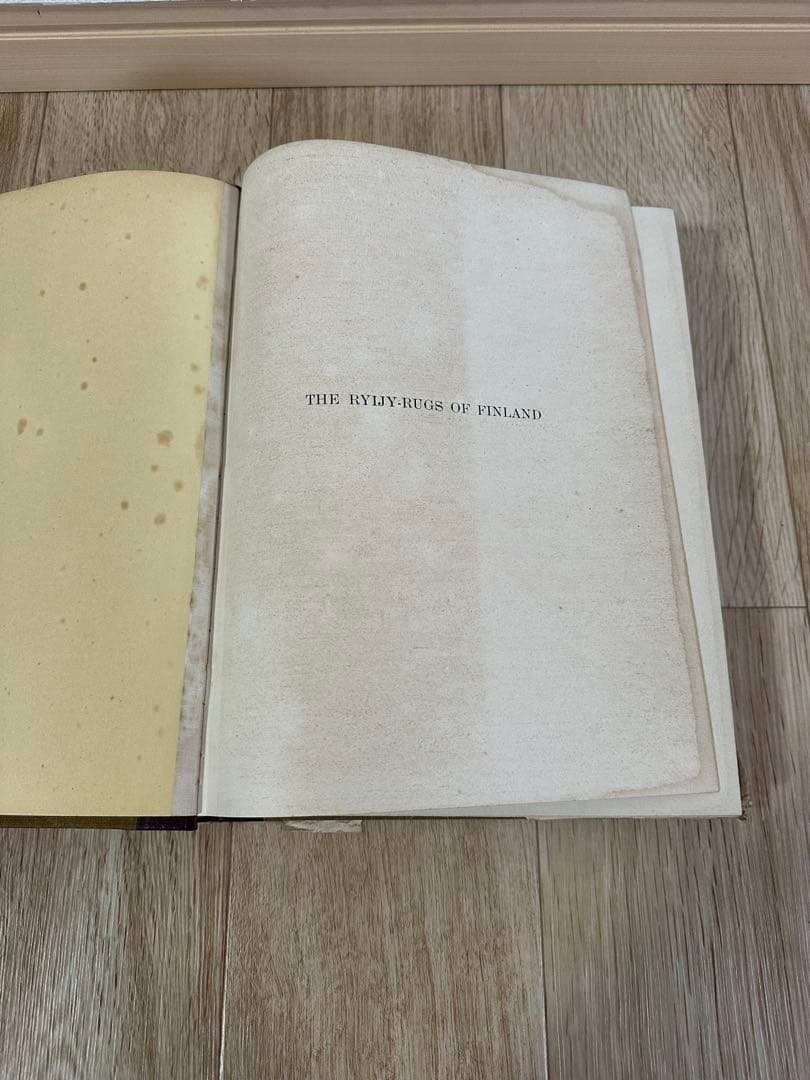 THE RYIJY-RUGS OF FINLAND